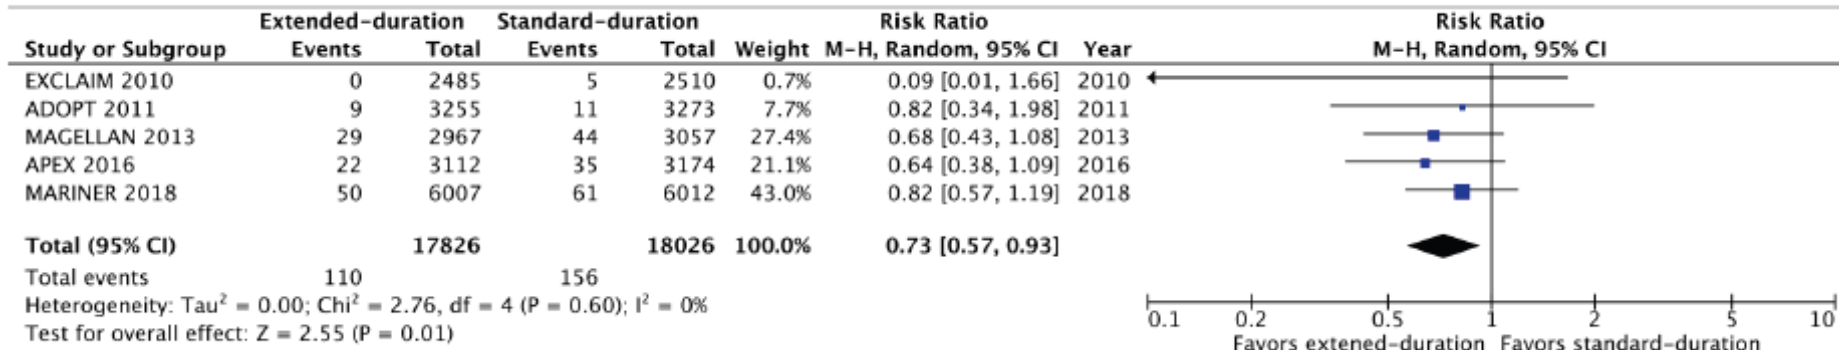 Extended-duration Standard-duration Risk Ratio Risk Ratio
Study or Subgroup Events Total Events Total Weight M-H, Random, 95% CI Year M-H, Random, 95% CI
EXCLAIM 2010 0 2485 5 2510 0.7% 0.09 [0.01, 1.66] 2010
ADOPT 2011 9 3255 11 3273 7.7% 0.82 [0.34, 1.98] 2011
MAGELLAN 2013 29 2967 44 3057 27.4% 0.68 [0.43, 1.08] 2013
APEX 2016 22 3112 35 3174 21.1% 0.64 [0.38, 1.09] 2016
MARINER 2018 50 6007 61 6012 43.0% 0.82 [0.57, 1.19] 2018
Total (95% CI) 17826 18026 100.0% 0.73 [0.57, 0.93]
Total events 110 156
Heterogeneity: Tau² = 0.00; Chi² = 2.76, df = 4 (P = 0.60); I² = 0%
Test for overall effect: Z = 2.55 (P = 0.01)
0.1 0.2 0.5 1 2 5 10
Favors extened-duration Favors standard-duration